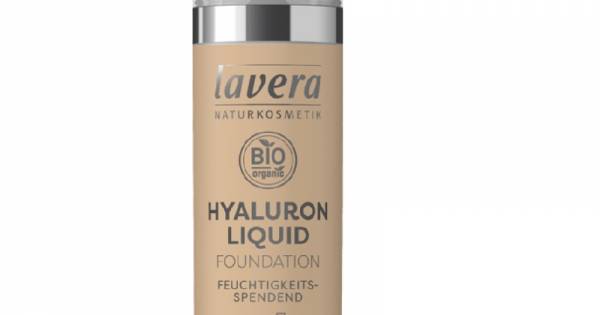 lavera
NATURKOSMETIK
BIO
organic
HYALURON
LIQUID
FOUNDATION
FEUCHTIGKEITS-
SPENDEND